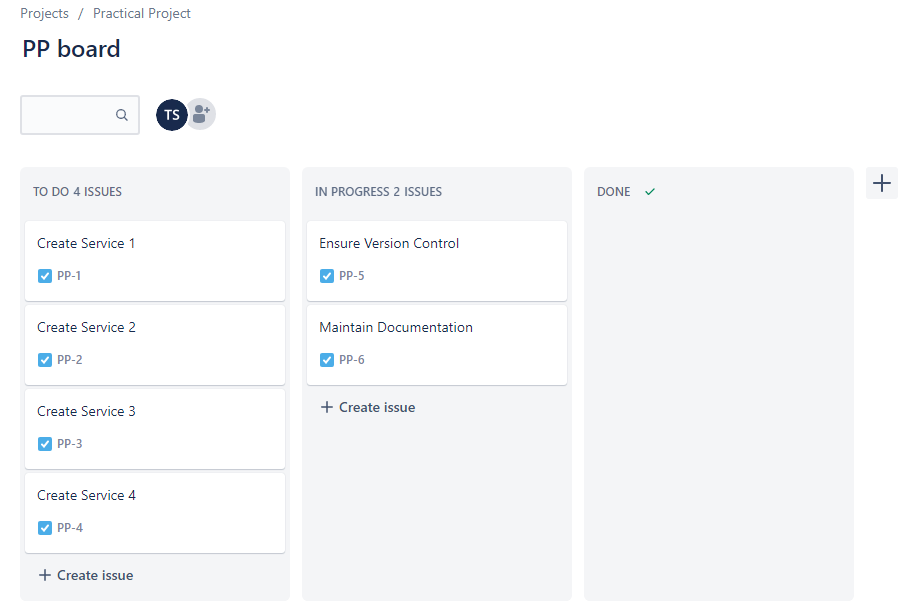 Projects / Practical Project
PP board
TS
TO DO 4 ISSUES
Create Service 1
PP-1
Create Service 2
PP-2
Create Service 3
PP-3
Create Service 4
PP-4
+ Create issue
IN PROGRESS 2 ISSUES
Ensure Version Control
PP-5
Maintain Documentation
PP-6
+ Create issue
DONE